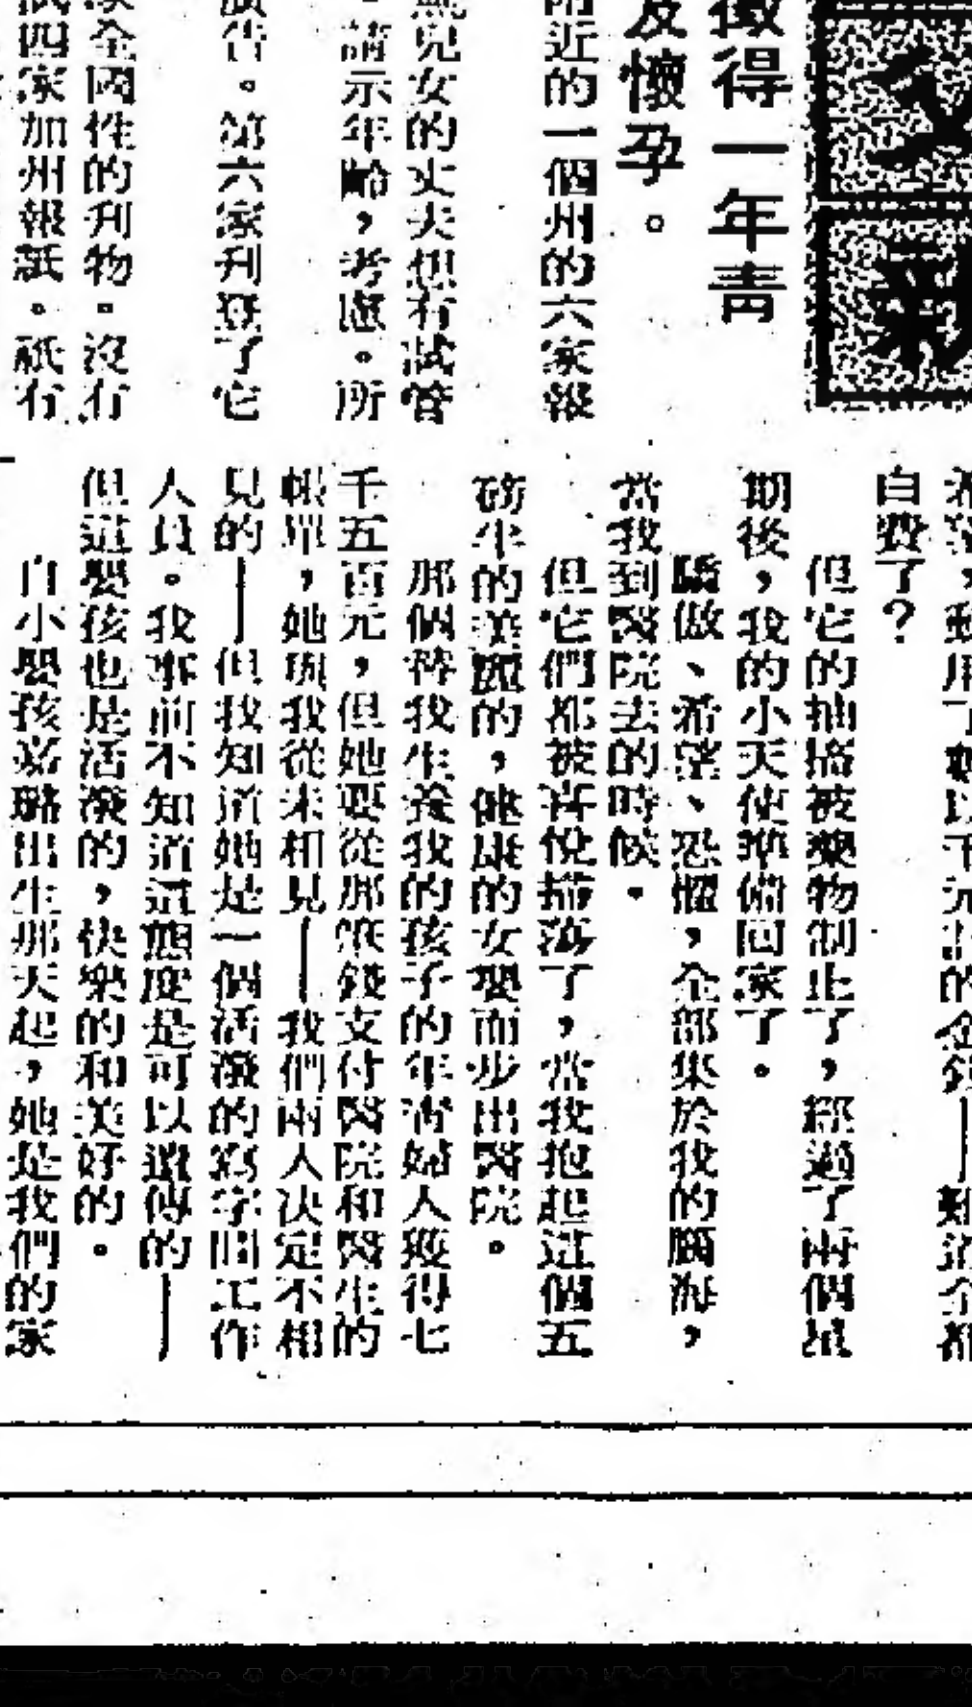 徵得一年青
懷孕。
附近的一個州的六家報
兒女的丈夫想有試管
。請示年齡,考慮。所
廣告。第六家刊登了它
全國性的刊物。沒有
四家加州報紙。祇有
白費了?
但它的抽搐被藥物制止了,經過了兩個星
期後,我的小天使準備回家了。
驕傲、希望、恐懼,全部集於我的腦海,
當我到醫院去的時候。
但它們都被喜悅掃蕩了,當我抱起這個五
磅半的美麗的,健康的女嬰而步出醫院。
那個替我生養我的孩子的年青婦人獲得七
千五百元,但她要從那筆錢支付醫院和醫生的
帳單,她與我從未相見——我們兩人決定不相
見的——但我知道她是一個活潑的寫字間工作
人員。我事前不知道這態度是可以遺傳的——
但這嬰孩也是活潑的,快樂的和美好的。
自小嬰孩嘉璐出生那天起,她是我們的家